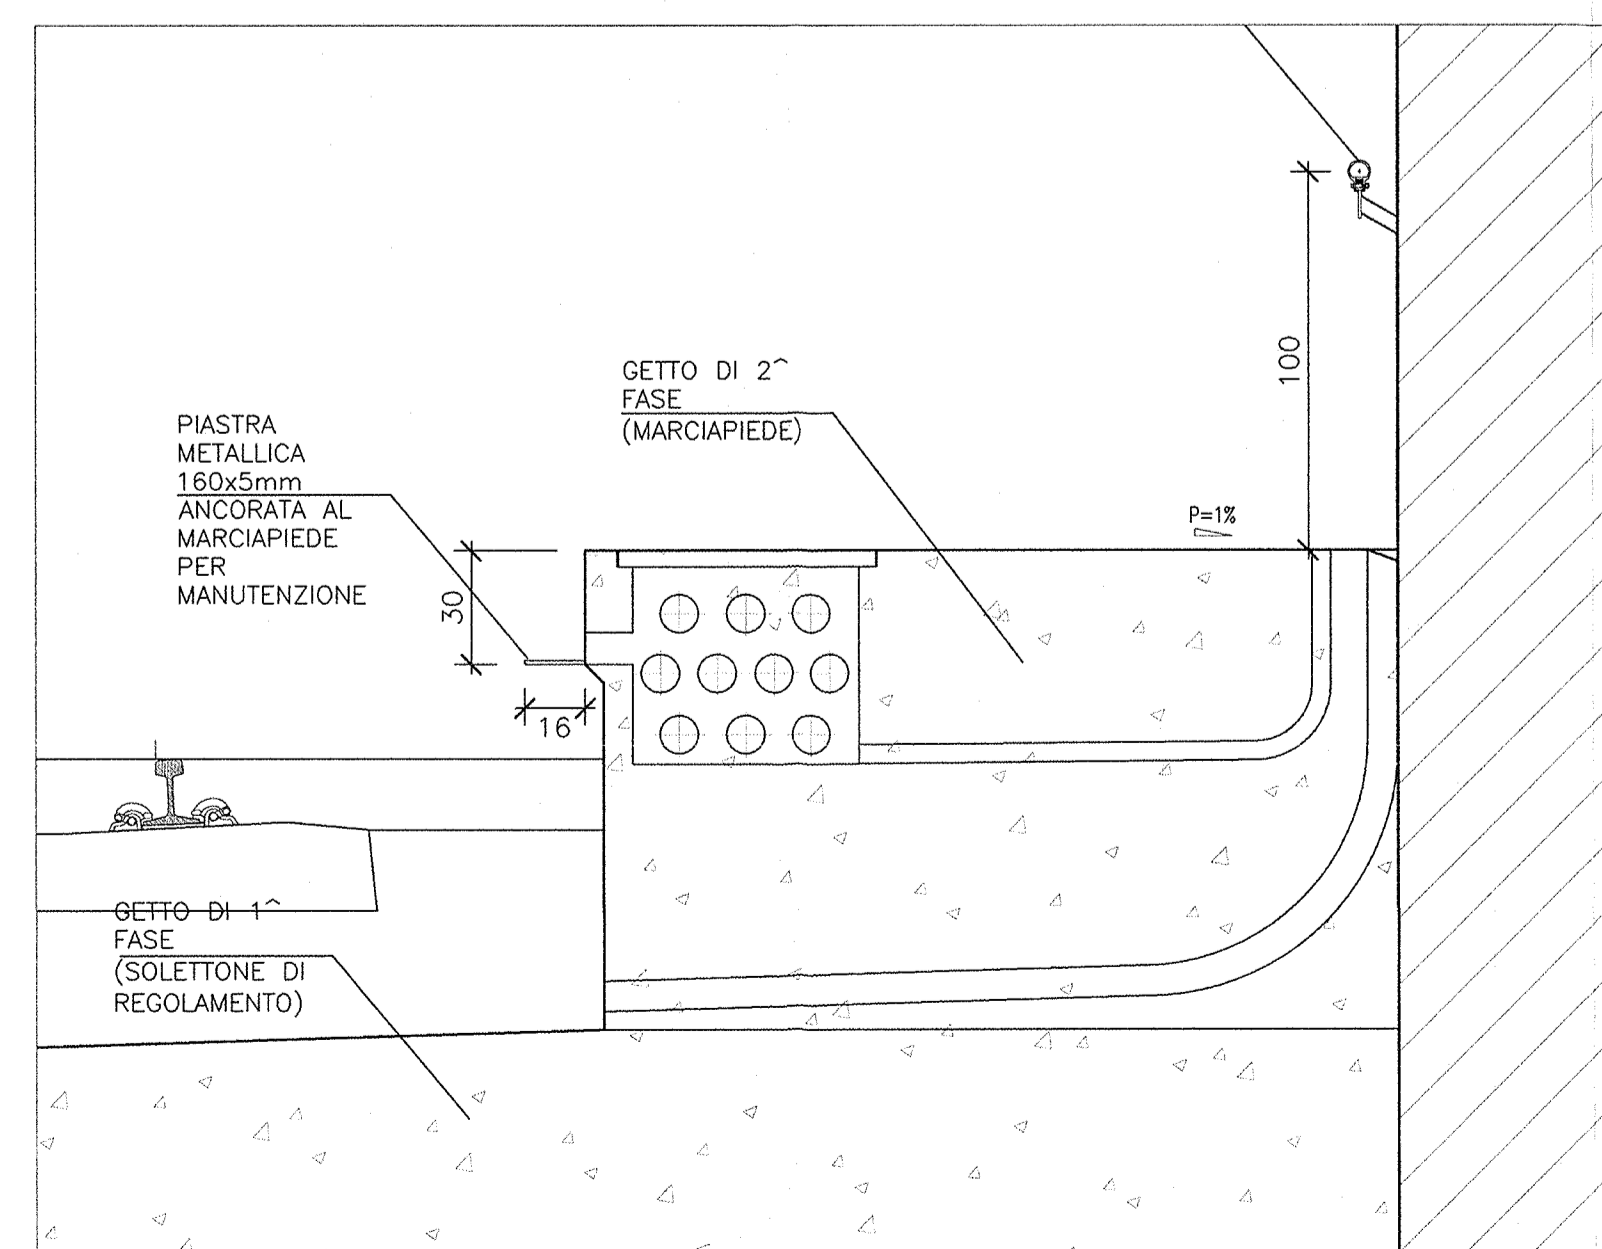 100
GETTO DI 2^
FASE
(MARCIAPIEDE)
PIASTRA
METALLICA
160x5mm
ANCORATA AL
MARCIAPIEDE
PER
MANUTENZIONE
P=1%
30
16
GETTO DI 1^
FASE
(SOLETTONE DI
REGOLAMENTO)